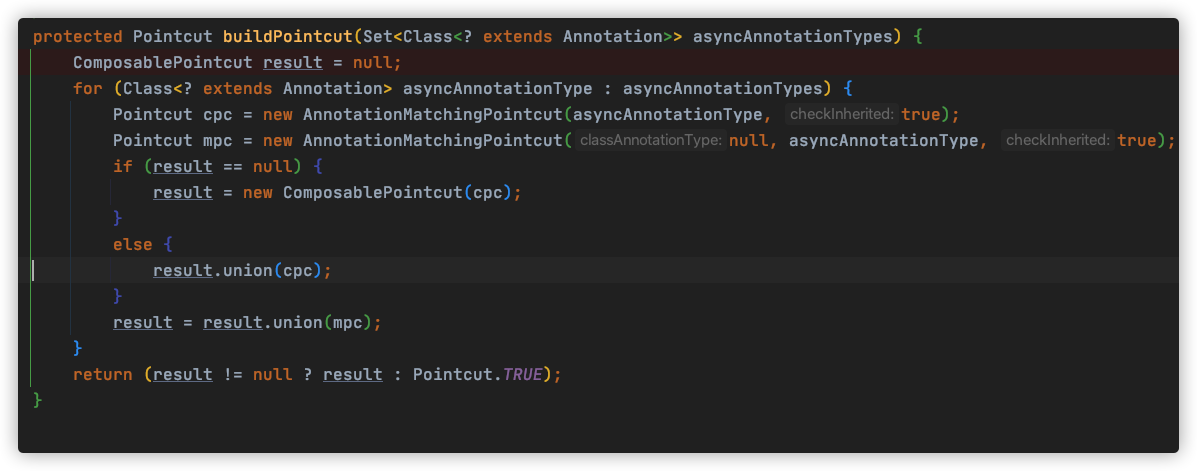 protected Pointcut buildPointcut(Set<Class<? extends Annotation>> asyncAnnotationTypes) {
    ComposablePointcut result = null;
    for (Class<? extends Annotation> asyncAnnotationType : asyncAnnotationTypes) {
        Pointcut cpc = new AnnotationMatchingPointcut(asyncAnnotationType, checkInherited: true);
        Pointcut mpc = new AnnotationMatchingPointcut( classAnnotationType: null, asyncAnnotationType, checkInherited: true);
        if (result == null) {
            result = new ComposablePointcut(cpc);
        }
        else {
            result.union(cpc);
        }
        result = result.union(mpc);
    }
    return (result != null ? result : Pointcut.TRUE);
}